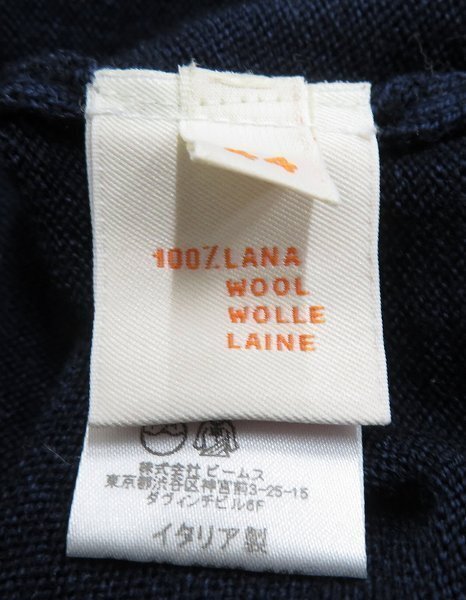 44
100% LANA
WOOL
WOLLE
LAINE
株式会社 ビームス
東京都渋谷区神宮前3-25-15
ダヴィンチビル6F
イタリア製